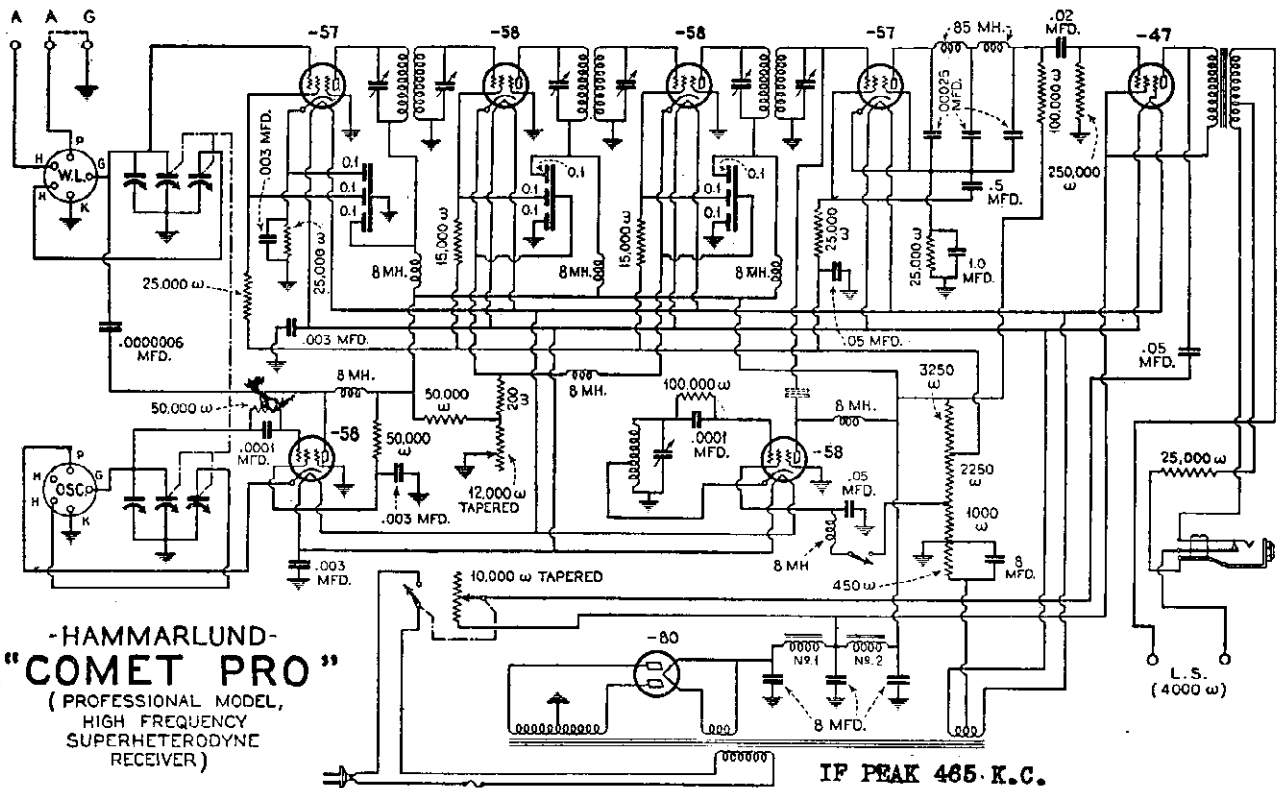 A A G
-57
-58
-58
-57
.85 MH.
.02 MFD.
-47
P
H
W.L.
G
H
K
.003 MFD.
0.1
0.1
0.1
25,000 ω
0.1
0.1
0.1
0.1
0.1
0.1
.00025 MFD.
100,000 ω
250,000 ω
.5 MFD.
25,000 ω
15,000 ω
15,000 ω
25,000 ω
25,000 ω
1.0 MFD.
8 MH.
8 MH.
8 MH.
.0000006 MFD.
.003 MFD.
.05 MFD.
.05 MFD.
3250 ω
8 MH.
50,000 ω
50,000 ω
200 ω
8 MH.
100,000 ω
8 MH.
.0001 MFD.
-58
50,000 ω
.0001 MFD.
-58
2250 ω
25,000 ω
P
H
OSC.
G
H
K
.003 MFD.
12,000 ω TAPERED
.05 MFD.
1000 ω
.003 MFD.
8 MH
450 ω
8 MFD.
10,000 ω TAPERED
-HAMMARLUND-
"COMET PRO"
(PROFESSIONAL MODEL,
HIGH FREQUENCY
SUPERHETERODYNE
RECEIVER)
-80
Nº.1
Nº.2
8 MFD.
L.S.
(4000 ω)
IF PEAK 465 K.C.